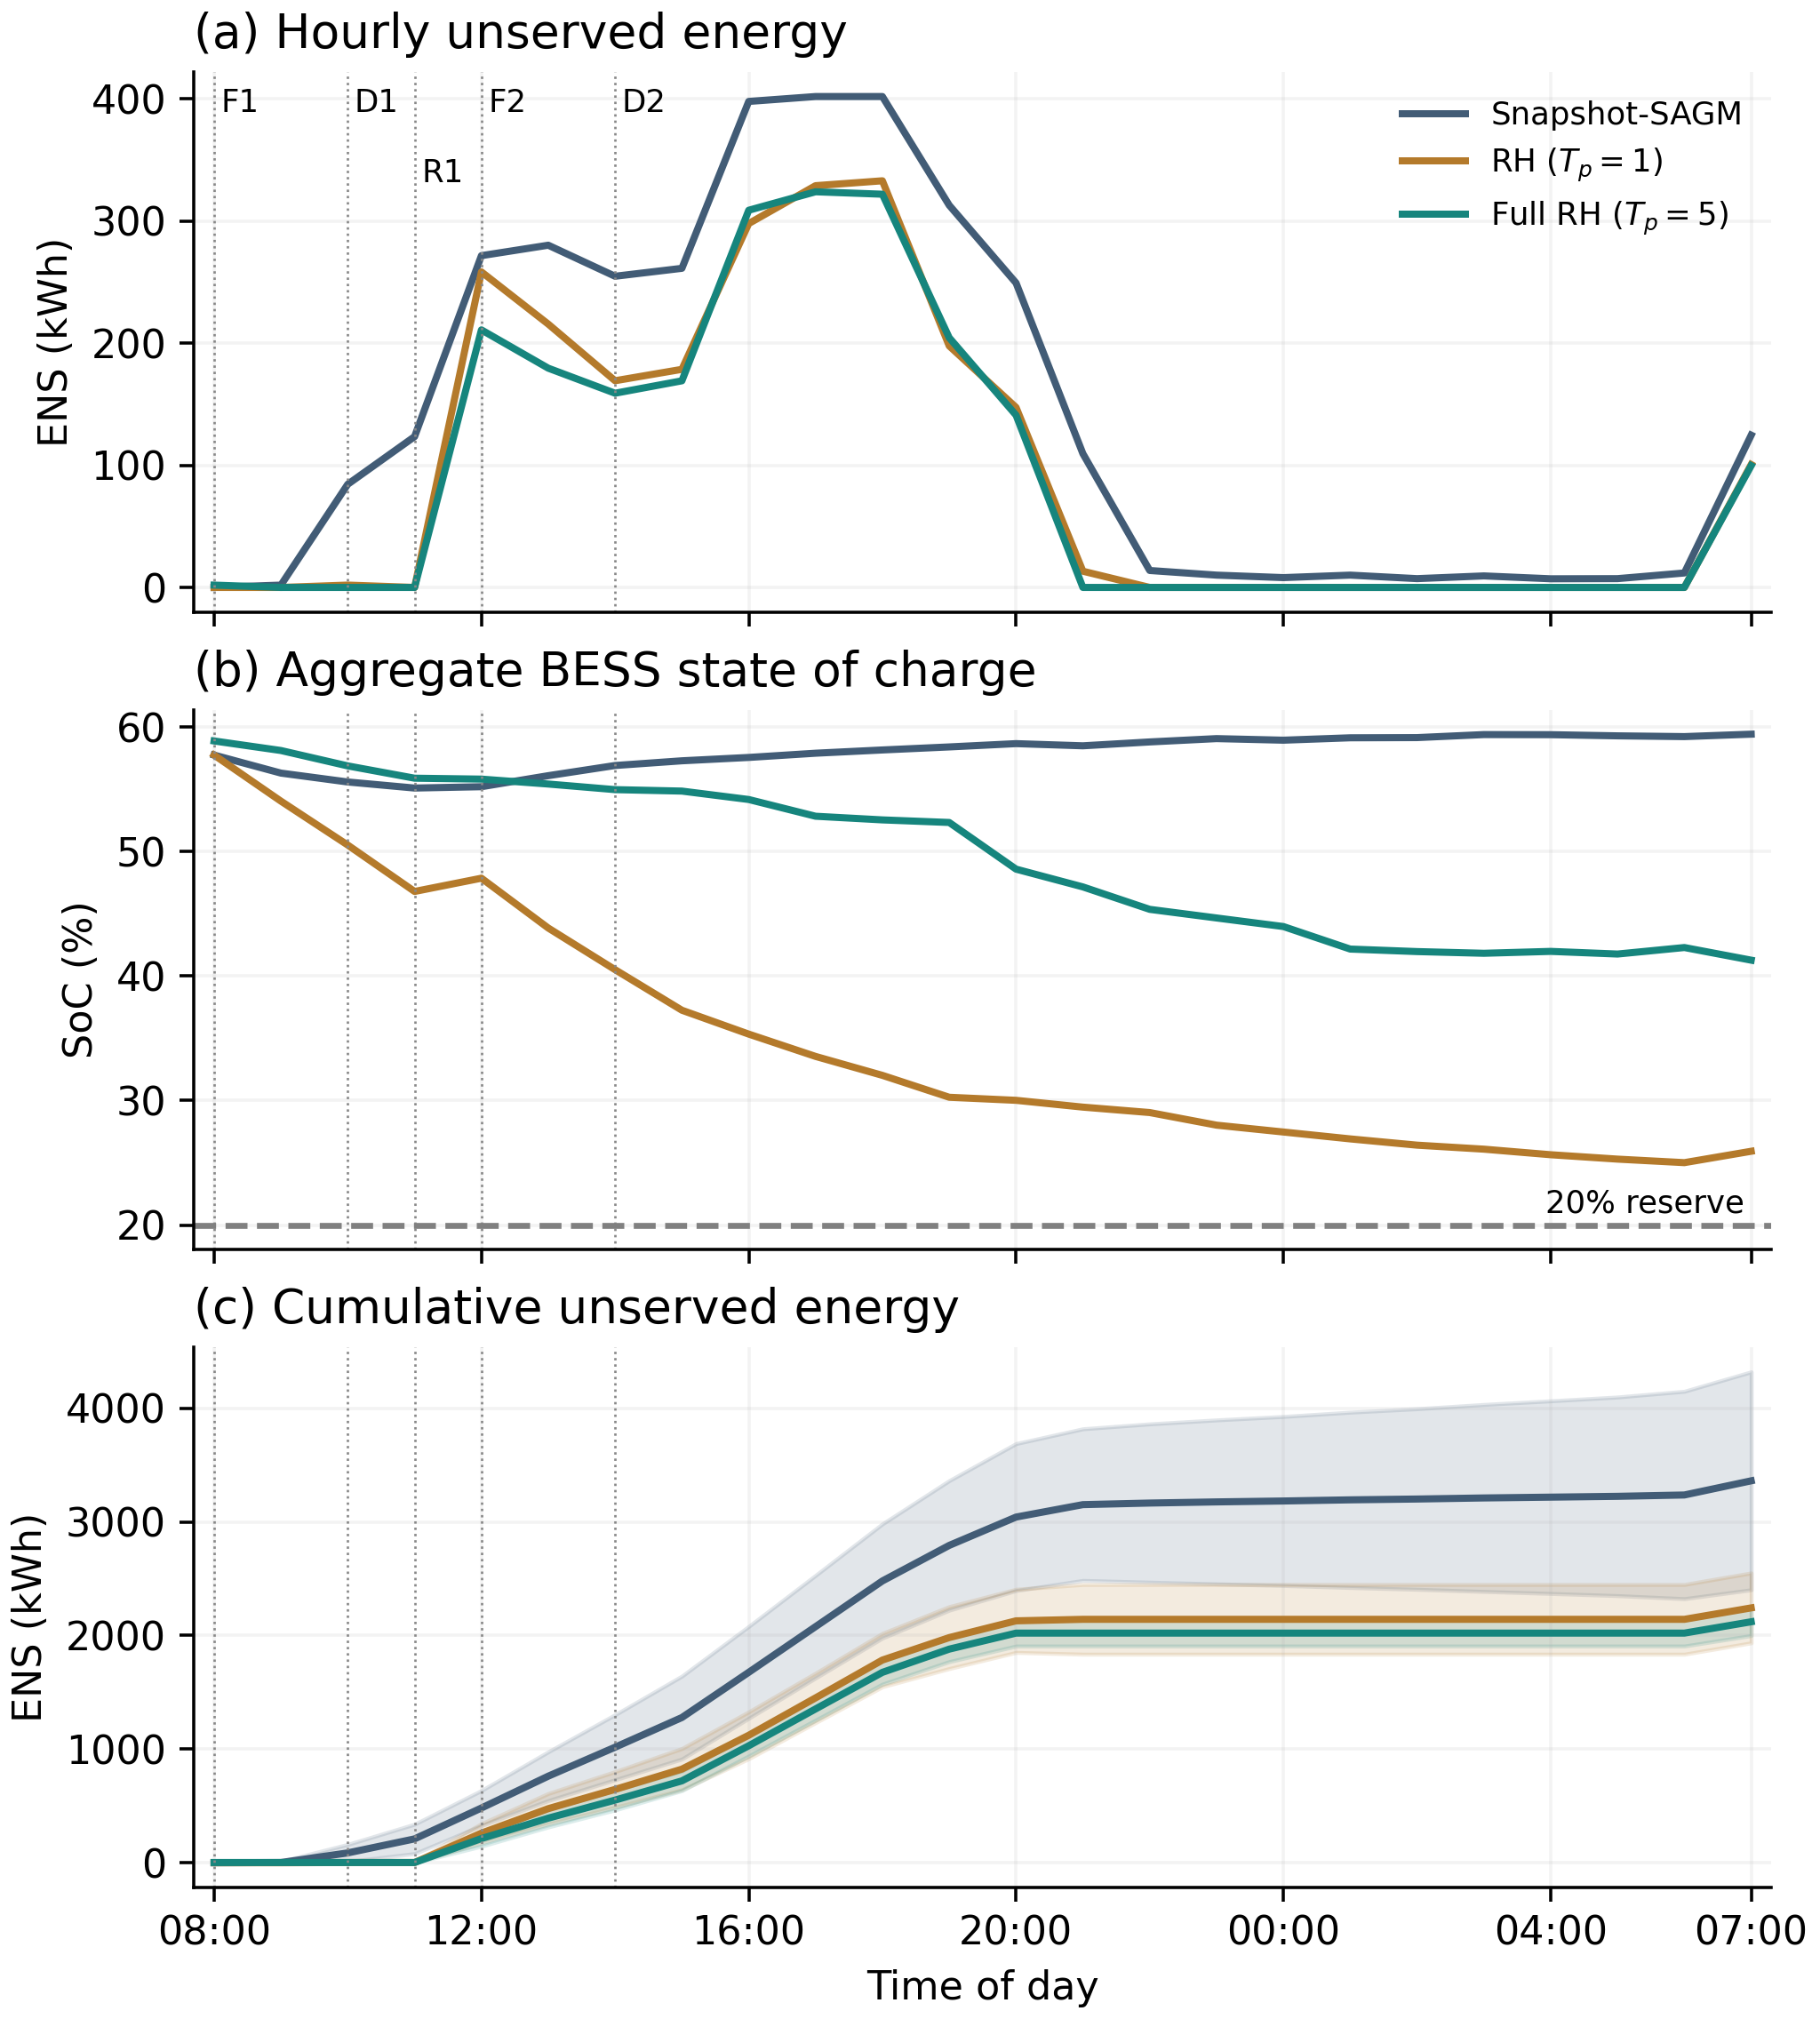 (a) Hourly unserved energy
F1
D1
F2
D2
R1
Snapshot-SAGM
RH (Tp = 1)
Full RH (Tp = 5)
400
300
200
100
0
ENS (kWh)
(b) Aggregate BESS state of charge
60
50
40
30
20
SoC (%)
20% reserve
(c) Cumulative unserved energy
4000
3000
2000
1000
0
ENS (kWh)
08:00 12:00 16:00 20:00 00:00 04:00 07:00
Time of day